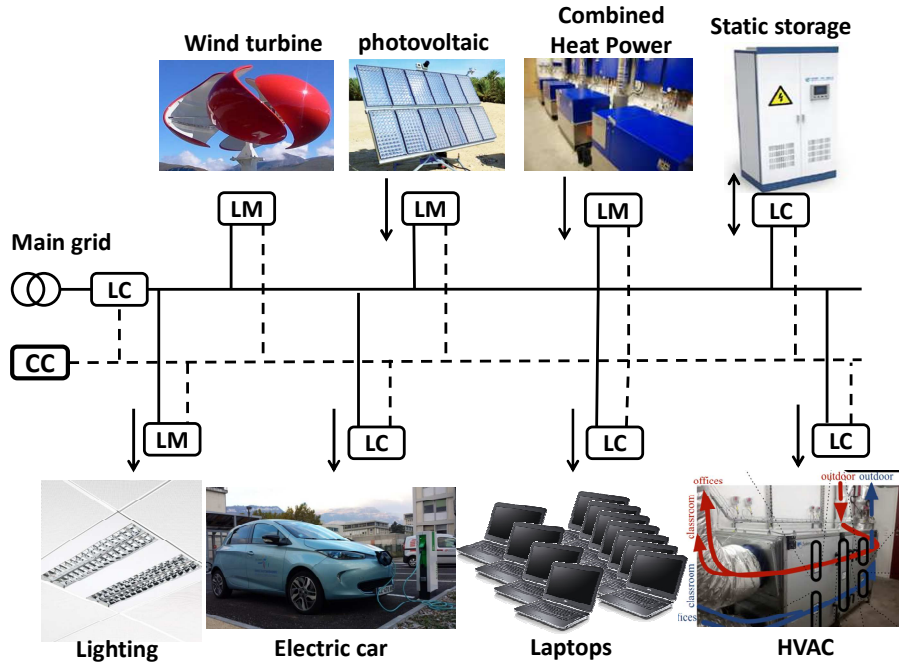 Wind turbine
photovoltaic
Combined
Heat Power
Static storage
LM
LM
LM
LC
Main grid
LC
CC
LM
LC
LC
LC
offices
outdoor
outdoor
classroom
classroom
ffices
Lighting
Electric car
Laptops
HVAC